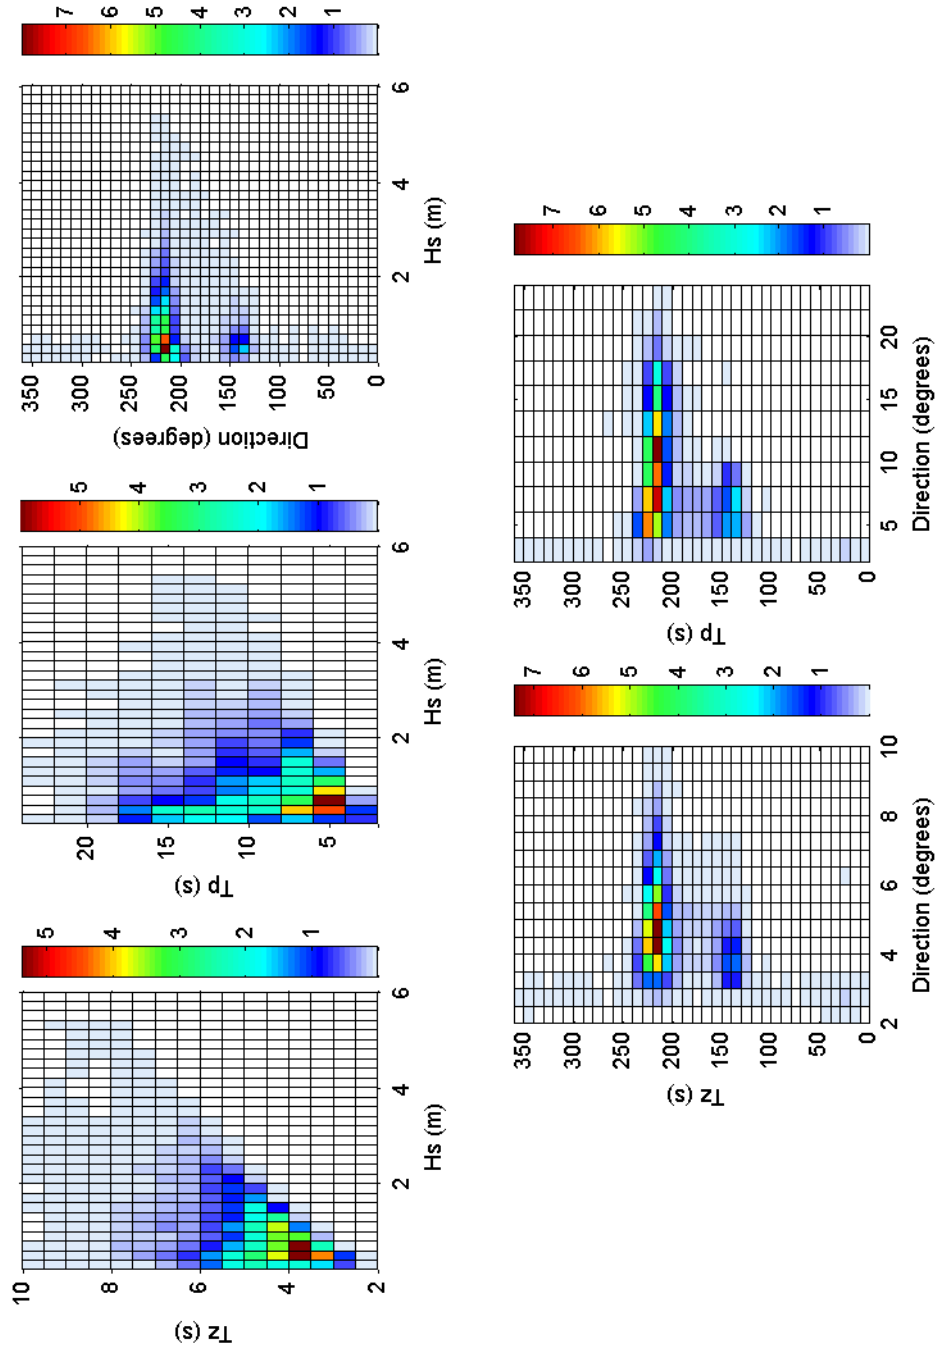 Tz (s)
10 8 6 4 2
2 4 6
Hs (m)
5 4 3 2 1
Tp (s)
20 15 10 5
2 4 6
Hs (m)
5 4 3 2 1
Direction (degrees)
350 300 250 200 150 100 50 0
2 4 6
Hs (m)
7 6 5 4 3 2 1
Tz (s)
350 300 250 200 150 100 50 0
2 4 6 8 10
Direction (degrees)
7 6 5 4 3 2 1
Tp (s)
350 300 250 200 150 100 50 0
5 10 15 20
Direction (degrees)
7 6 5 4 3 2 1